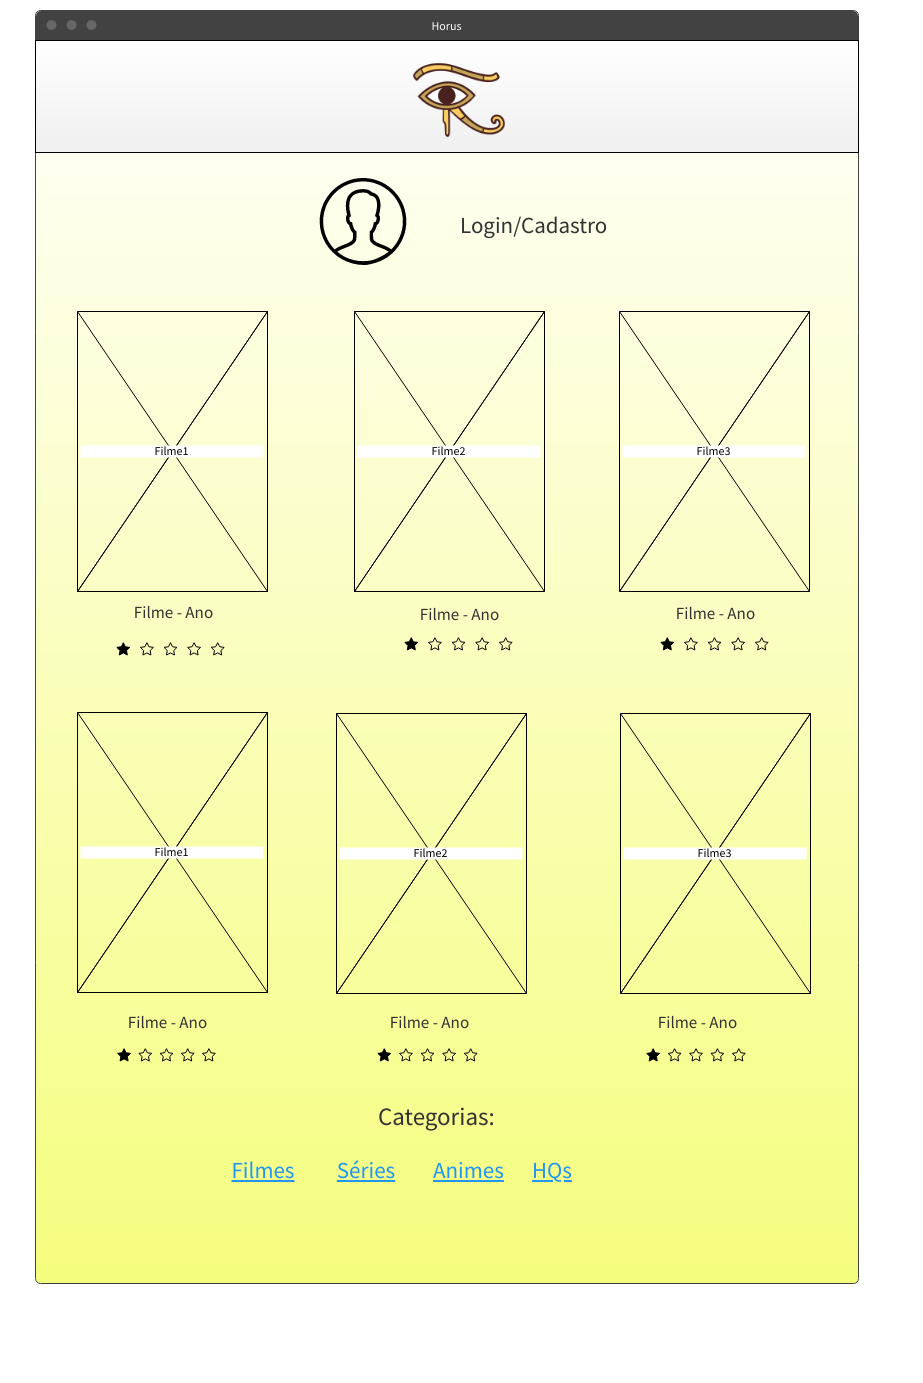 Horus
Login/Cadastro
Filme1
Filme2
Filme3
Filme - Ano
Filme - Ano
Filme - Ano
Filme1
Filme2
Filme3
Filme - Ano
Filme - Ano
Filme - Ano
Categorias:
Filmes Séries Animes HQs